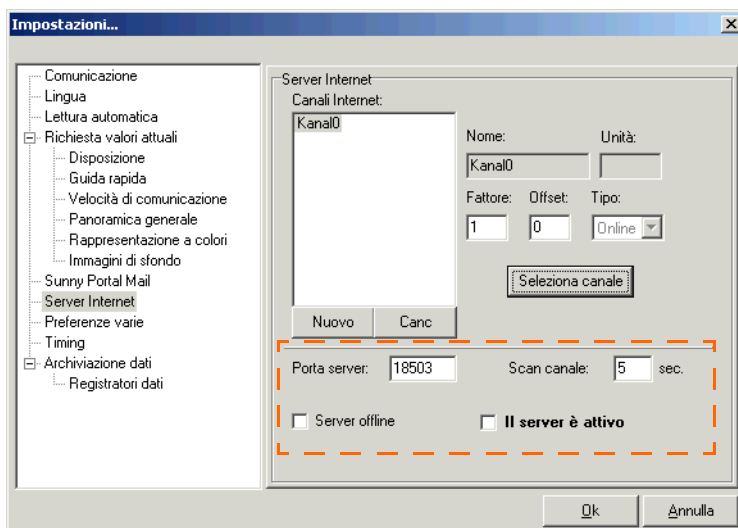 Impostazioni...
Comunicazione
Lingua
Lettura automatica
Richiesta valori attuali
Disposizione
Guida rapida
Velocità di comunicazione
Panoramica generale
Rappresentazione a colori
Immagini di sfondo
Sunny Portal Mail
Server Internet
Preferenze varie
Timing
Archiviazione dati
Registratori dati
Server Internet
Canali Internet:
Kanal0
Nome: Unità:
Kanal0
Fattore: Offset: Tipo:
1 0 Online
Seleziona canale
Nuovo Canc
Porta server: 18503 Scan canale: 5 sec.
Server offline Il server è attivo
Ok Annulla